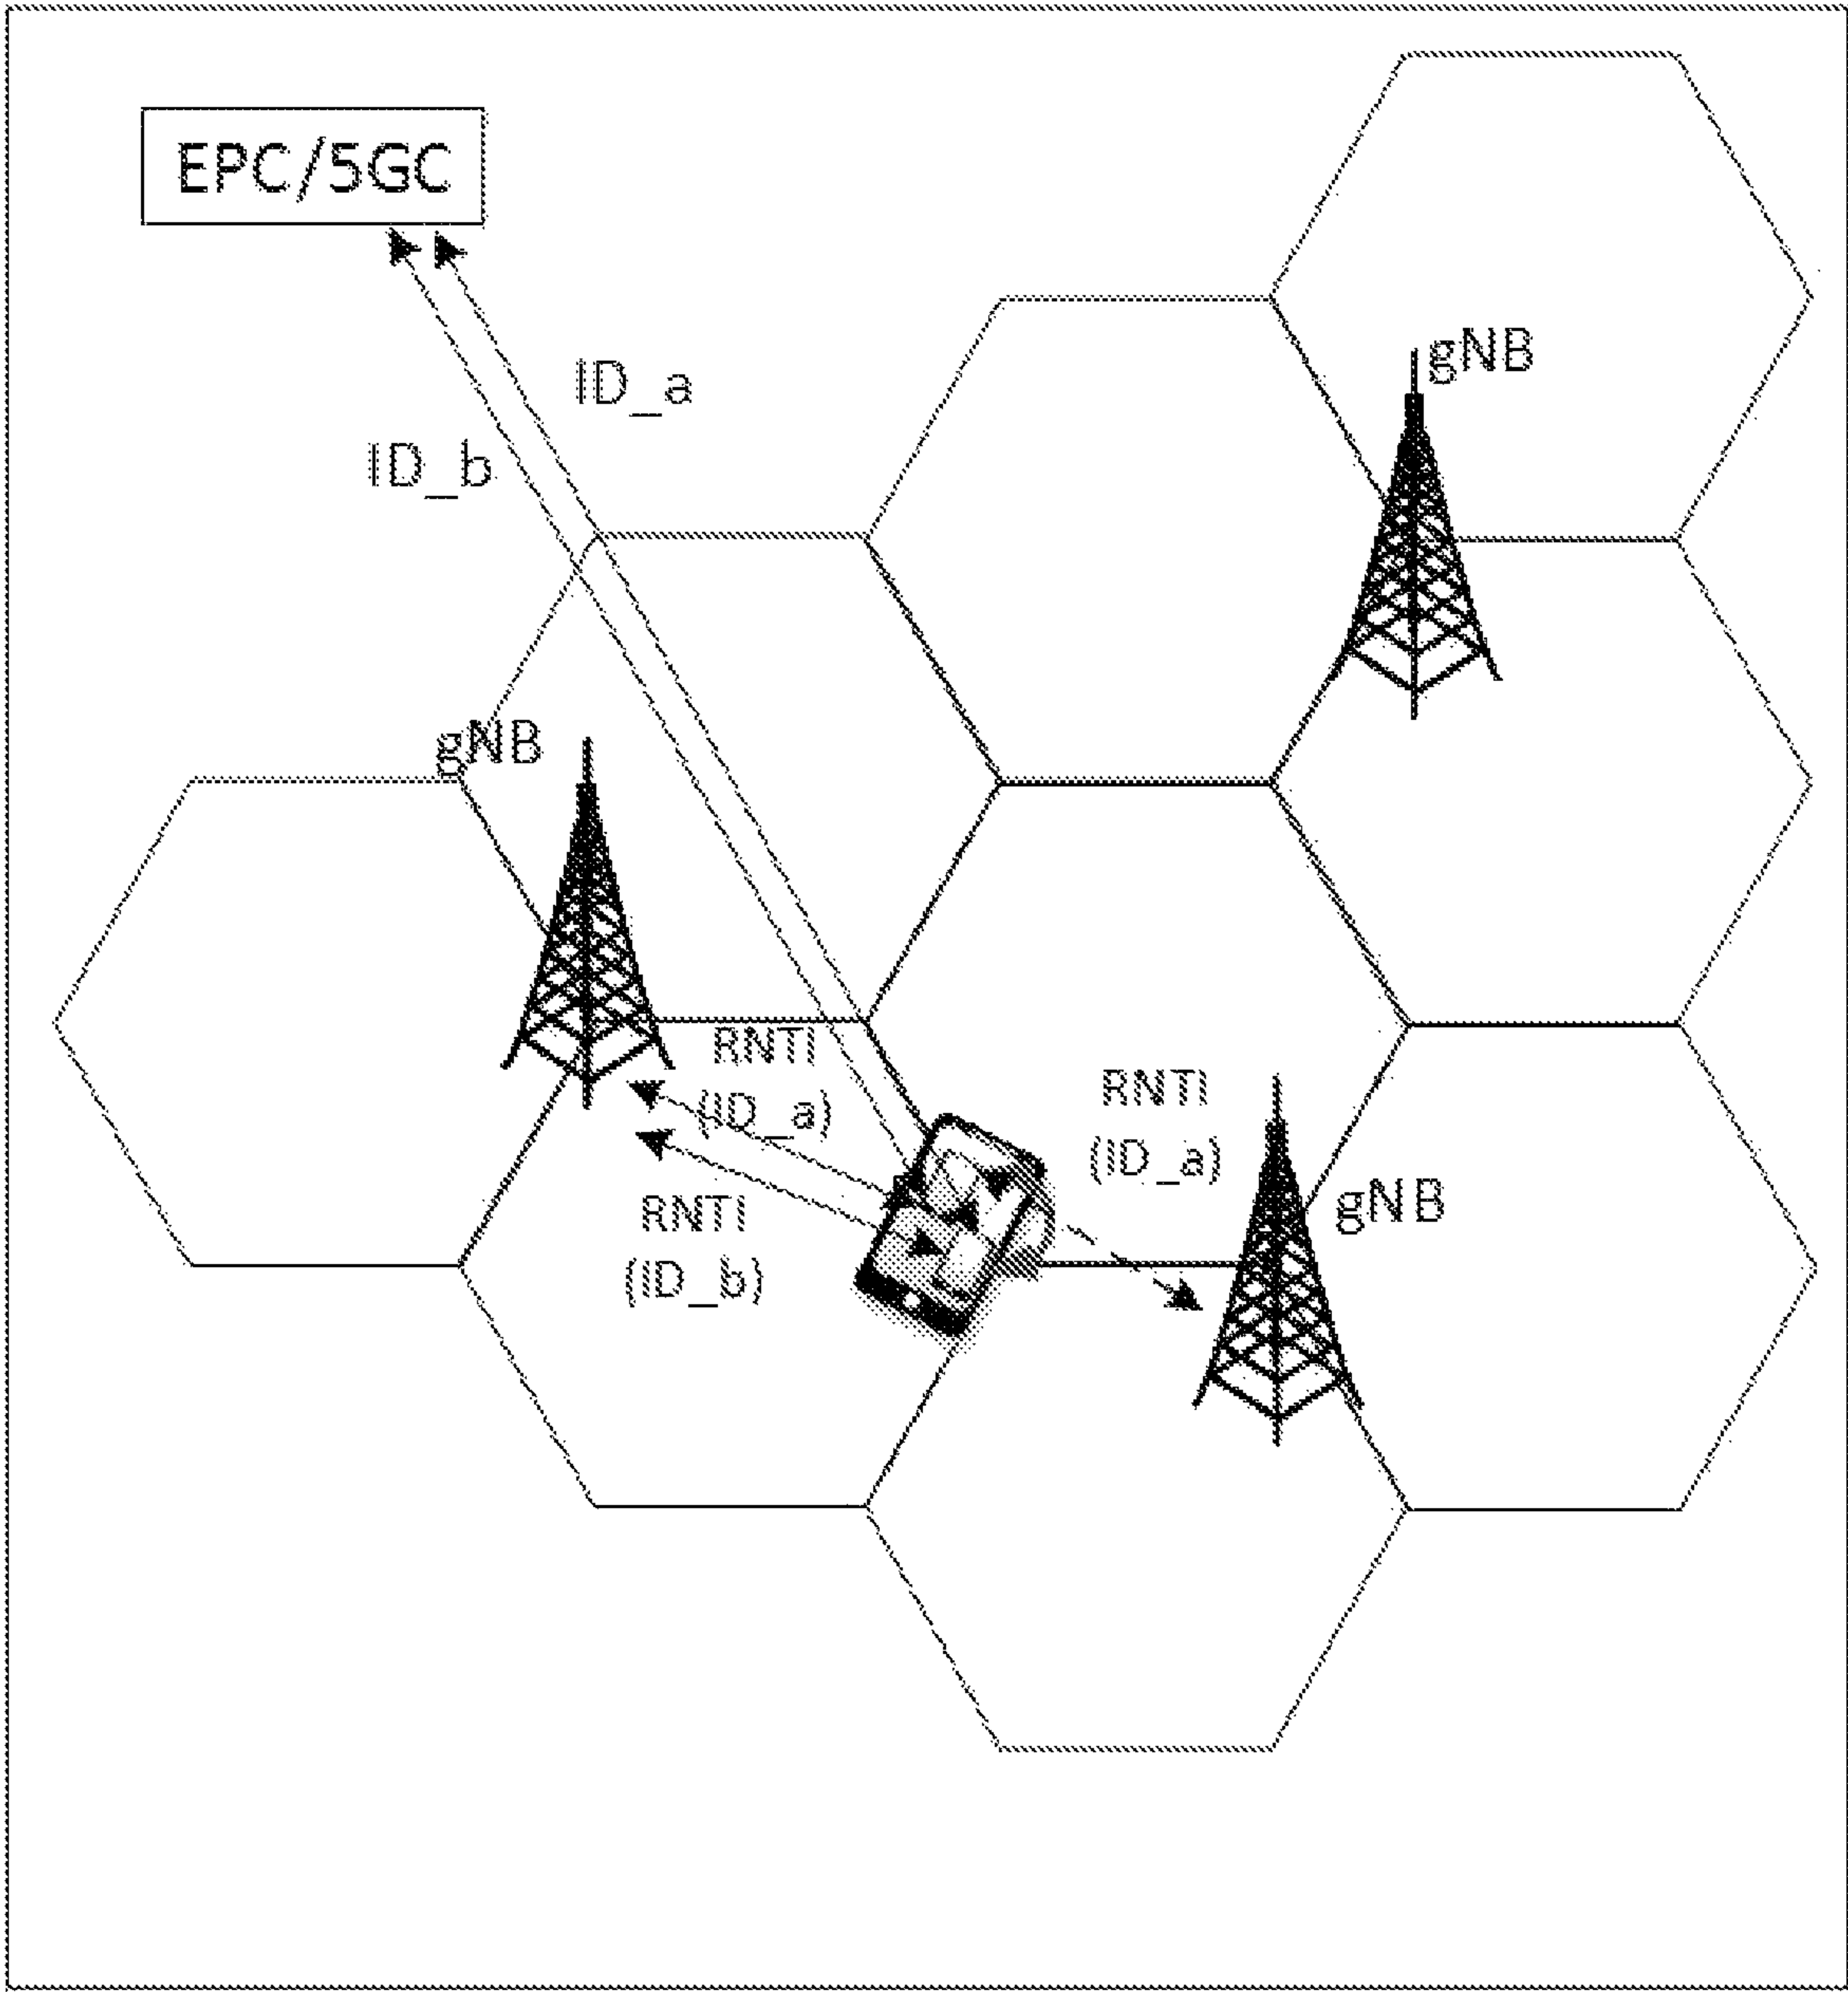 EPC/5GC
gNB
ID_a
ID_b
gNB
RNTI
(ID_a)
RNTI
(ID_a)
RNTI
(ID_b)
gNB